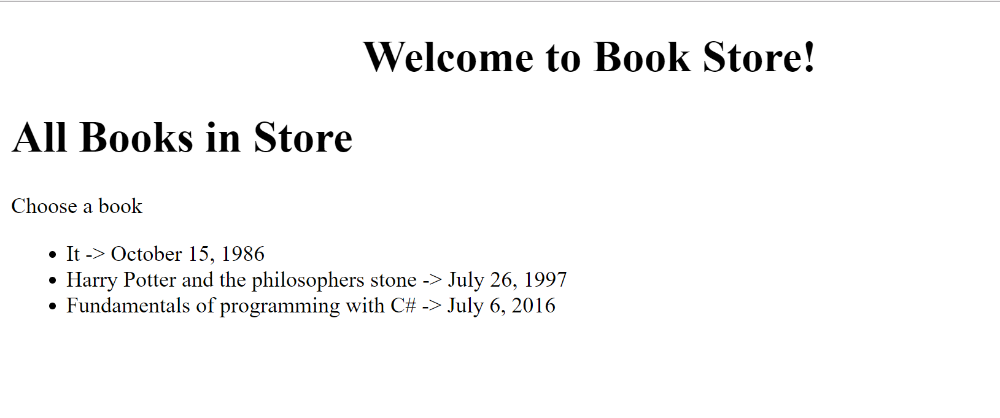 Welcome to Book Store!
All Books in Store
Choose a book
• It -> October 15, 1986
• Harry Potter and the philosophers stone -> July 26, 1997
• Fundamentals of programming with C# -> July 6, 2016